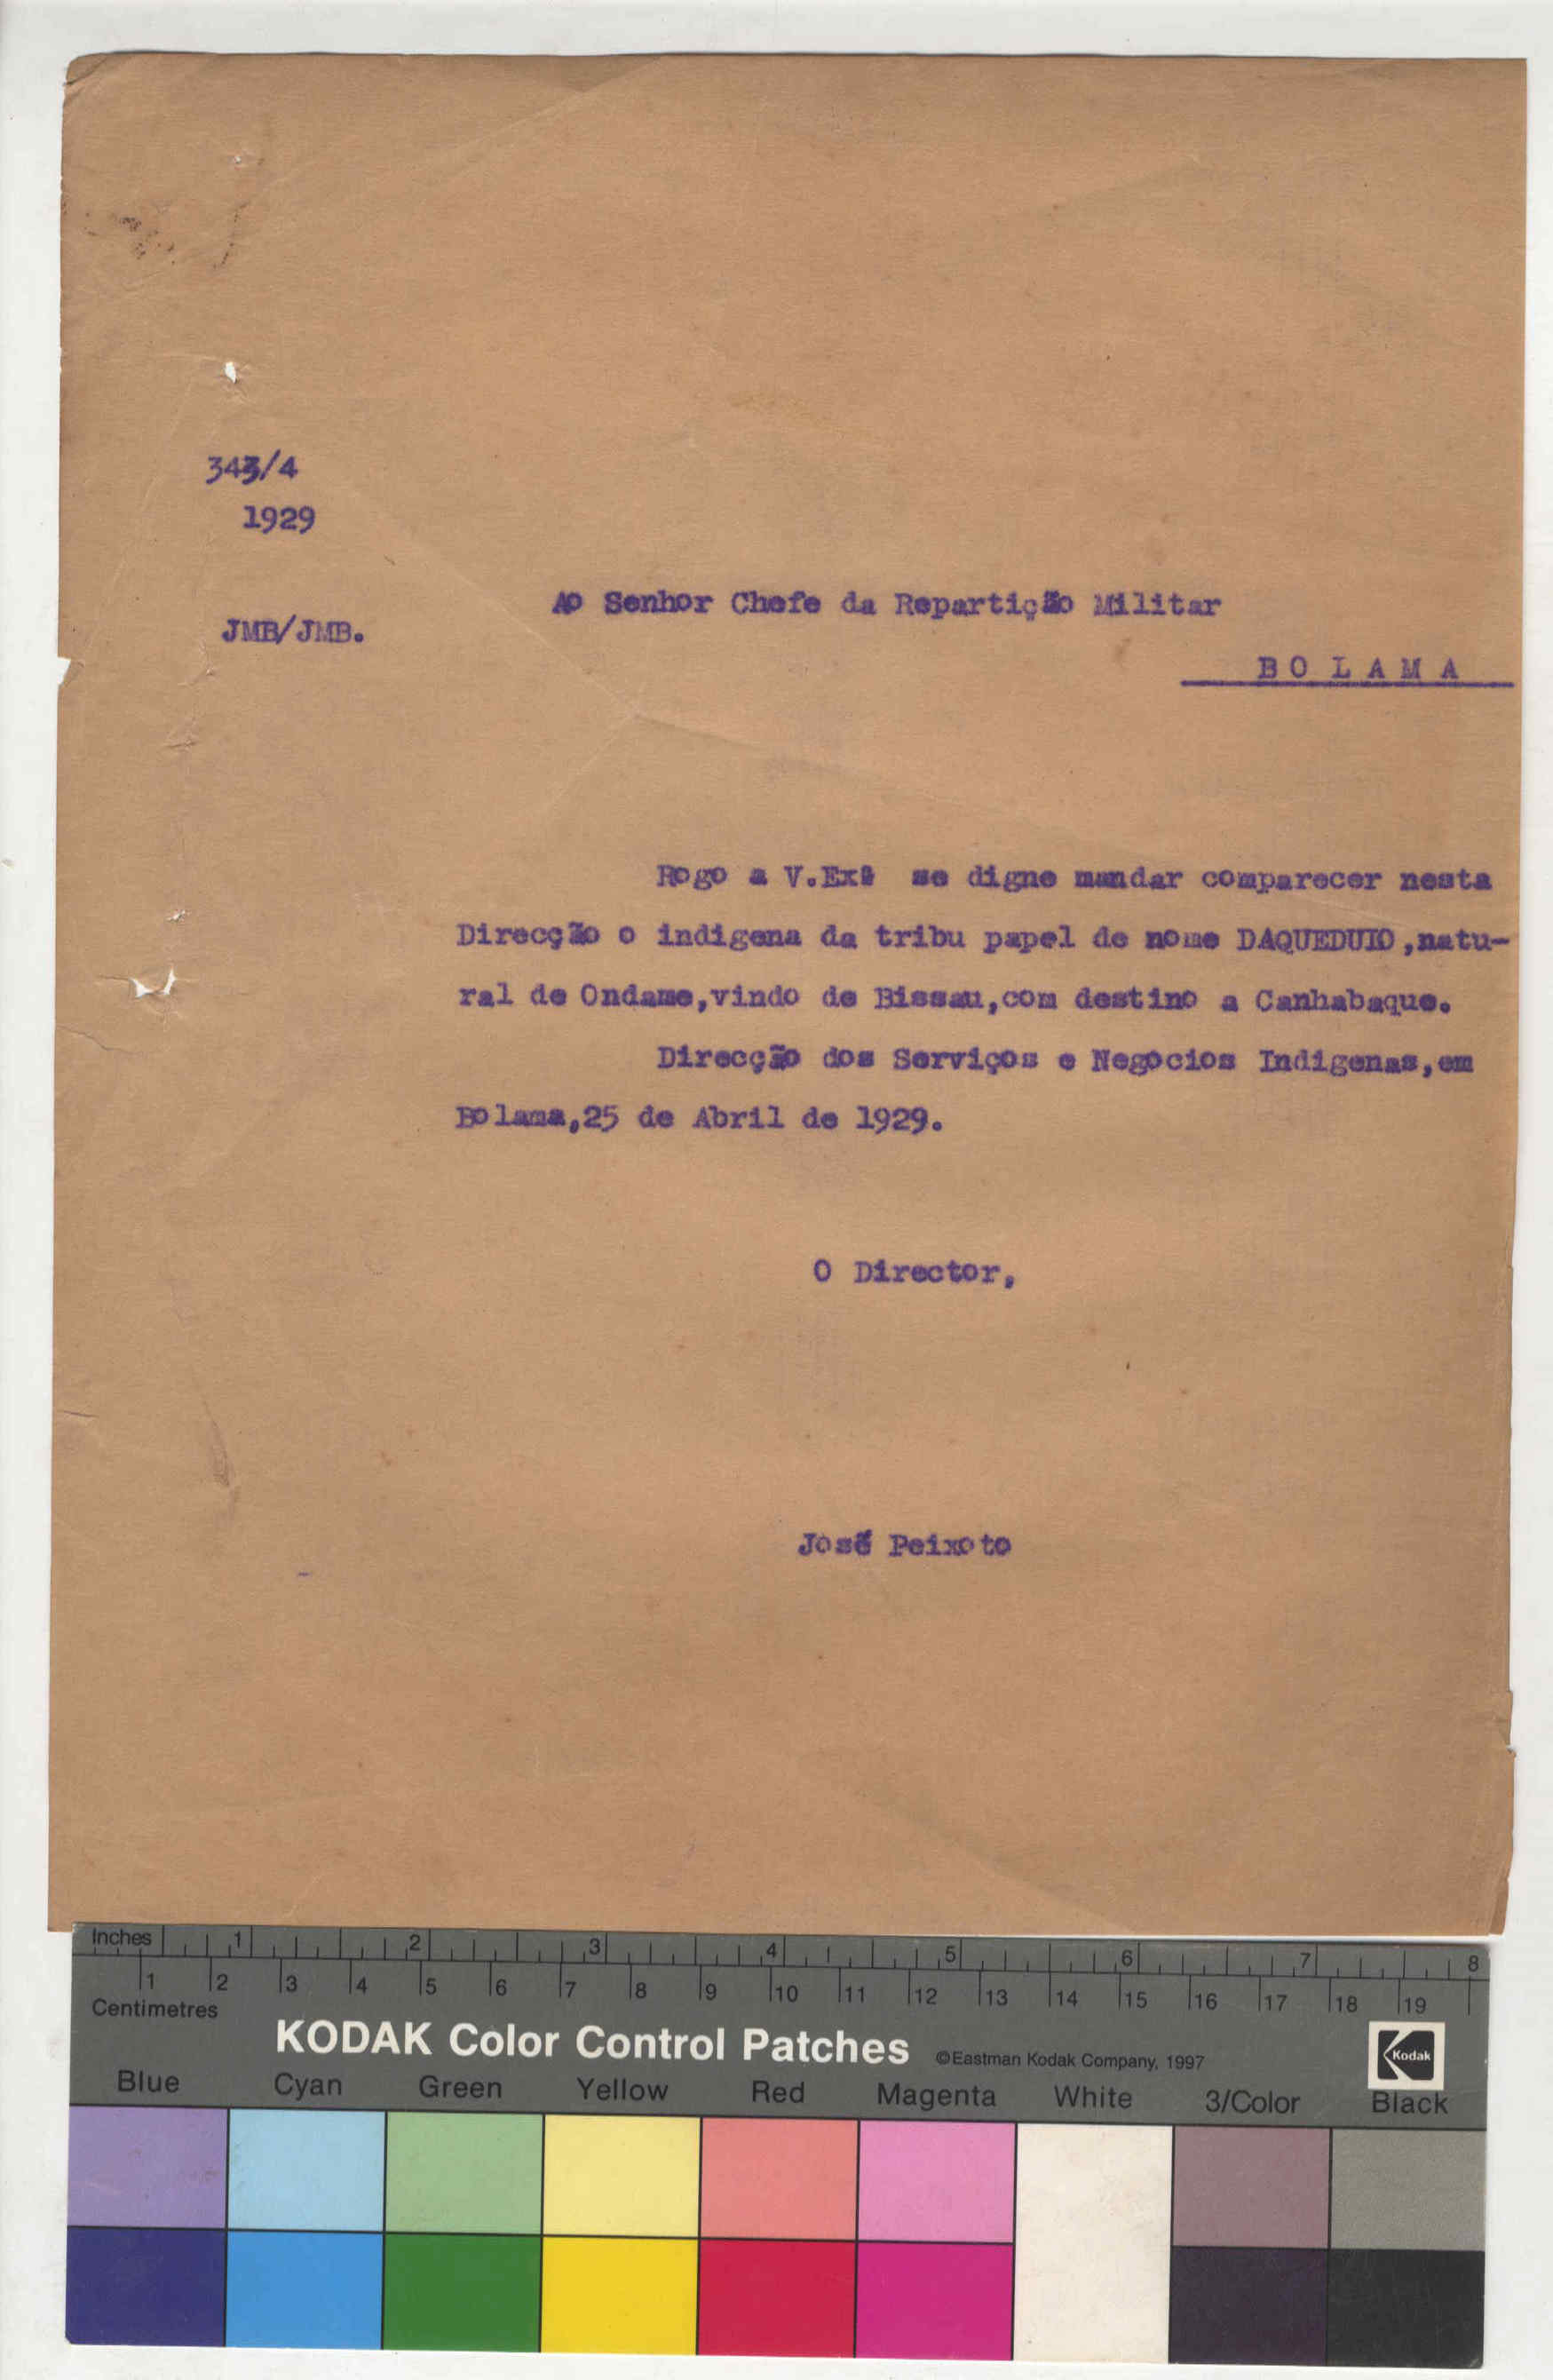 343/4
1929
JMB/JMB.
Ao Senhor Chefe da Repartição Militar
BOLAMA
Rogo a V.Exª se digne mandar comparecer nesta
Direcção o indigena da tribu papel de nome DAQUEDUIO,natu-
ral de Ondame,vindo de Bissau,com destino a Canhabaque.
Direcção dos Serviços e Negocios Indigenas,em
Bolama,25 de Abril de 1929.
O Director,
José Peixoto
Inches 1 2 3 4 5 6 7 8
1 2 3 4 5 6 7 8 9 10 11 12 13 14 15 16 17 18 19
Centimetres
KODAK Color Control Patches ©Eastman Kodak Company, 1997 Kodak
Blue Cyan Green Yellow Red Magenta White 3/Color Black